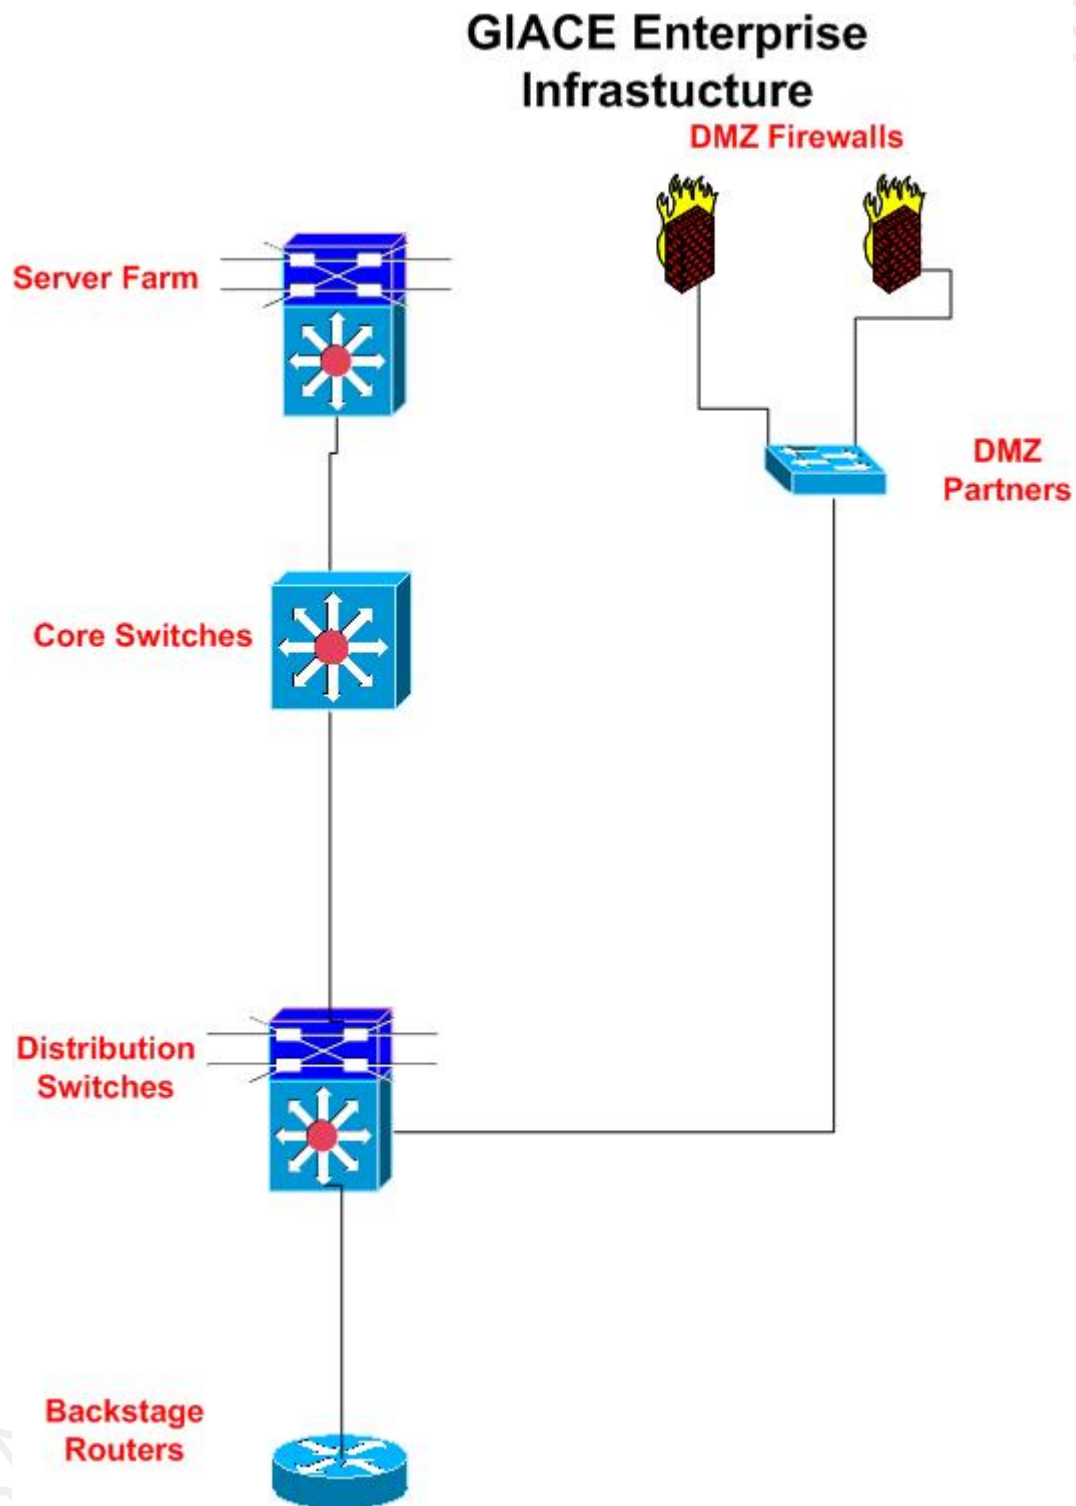 GIACE Enterprise
Infrastucture
DMZ Firewalls
Server Farm
DMZ
Partners
Core Switches
Distribution
Switches
Backstage
Routers